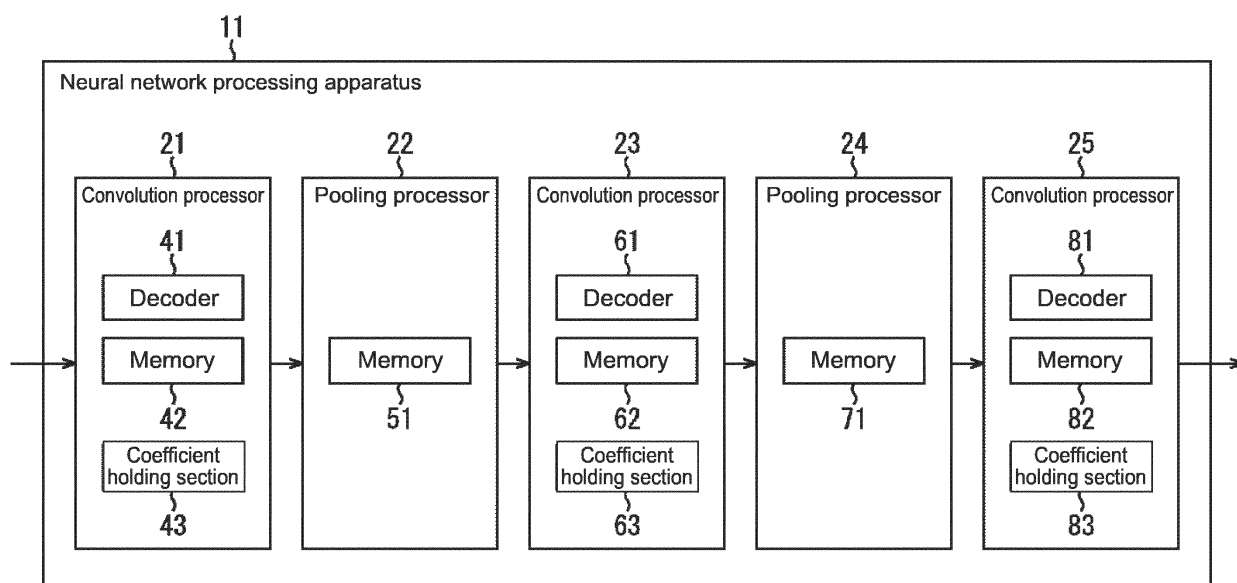 11
Neural network processing apparatus
21 22 23 24 25
Convolution processor Pooling processor Convolution processor Pooling processor Convolution processor
41 61 81
Decoder Decoder Decoder
Memory Memory Memory Memory Memory
42 51 62 71 82
Coefficient Coefficient Coefficient
holding section holding section holding section
43 63 83